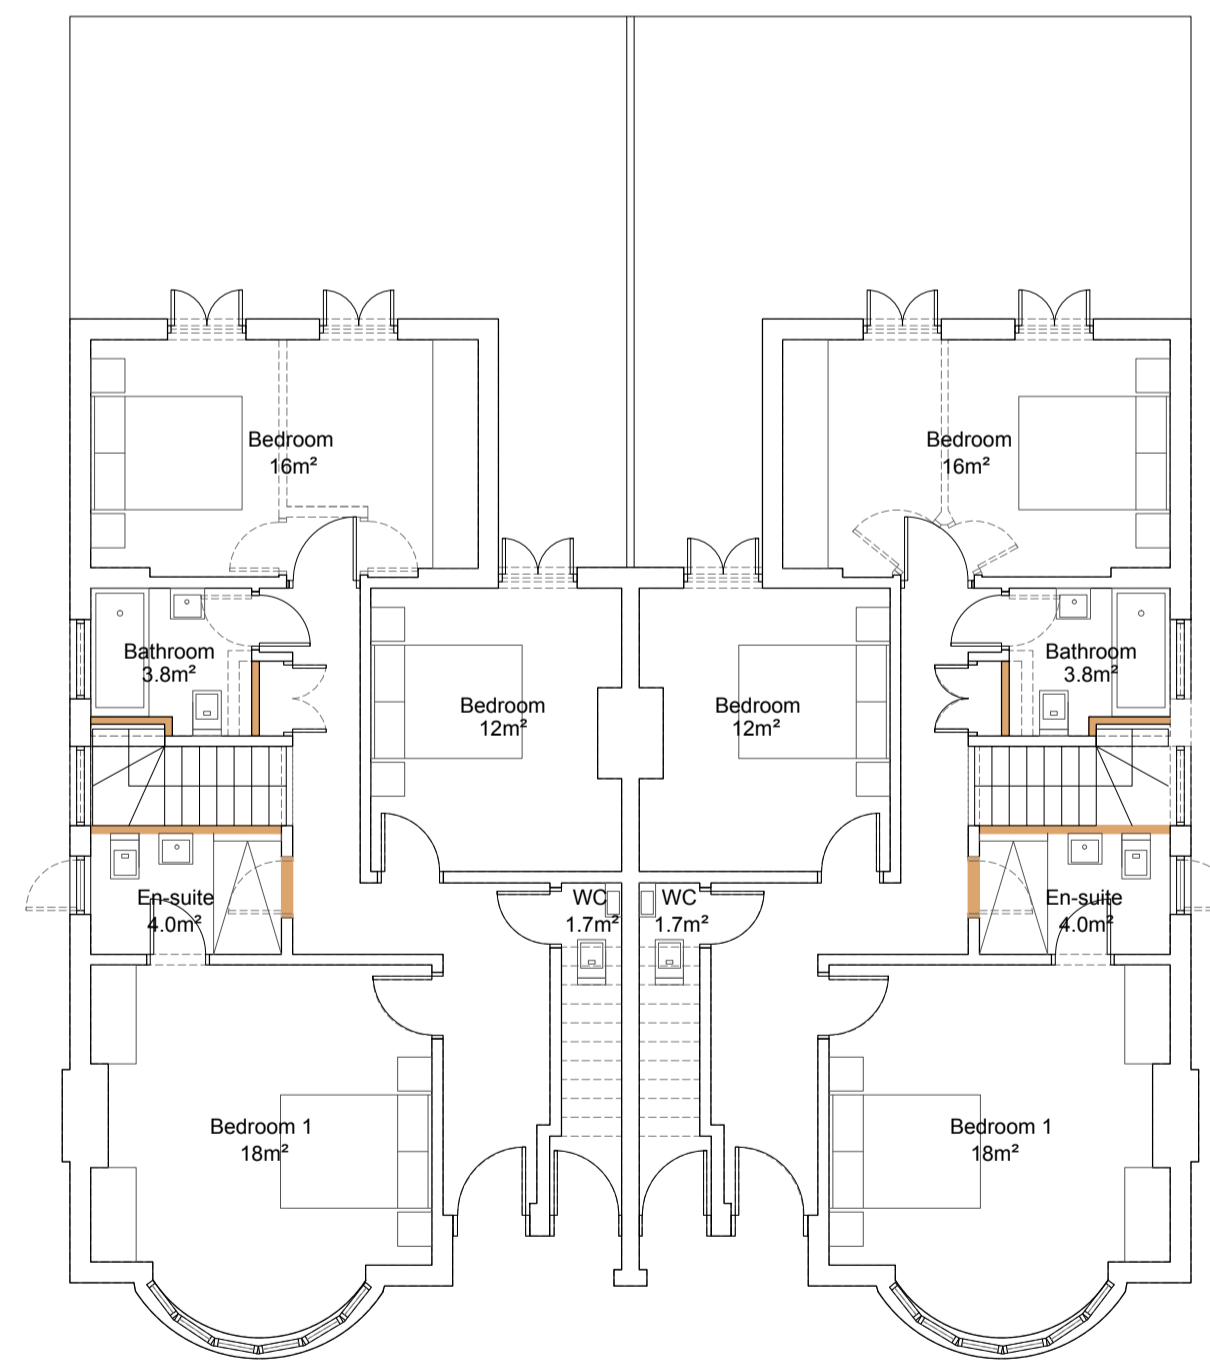 Bedroom
16m²
Bedroom
16m²
Bathroom
3.8m²
Bathroom
3.8m²
Bedroom
12m²
Bedroom
12m²
En-suite
4.0m²
WC
1.7m²
WC
1.7m²
En-suite
4.0m²
Bedroom 1
18m²
Bedroom 1
18m²